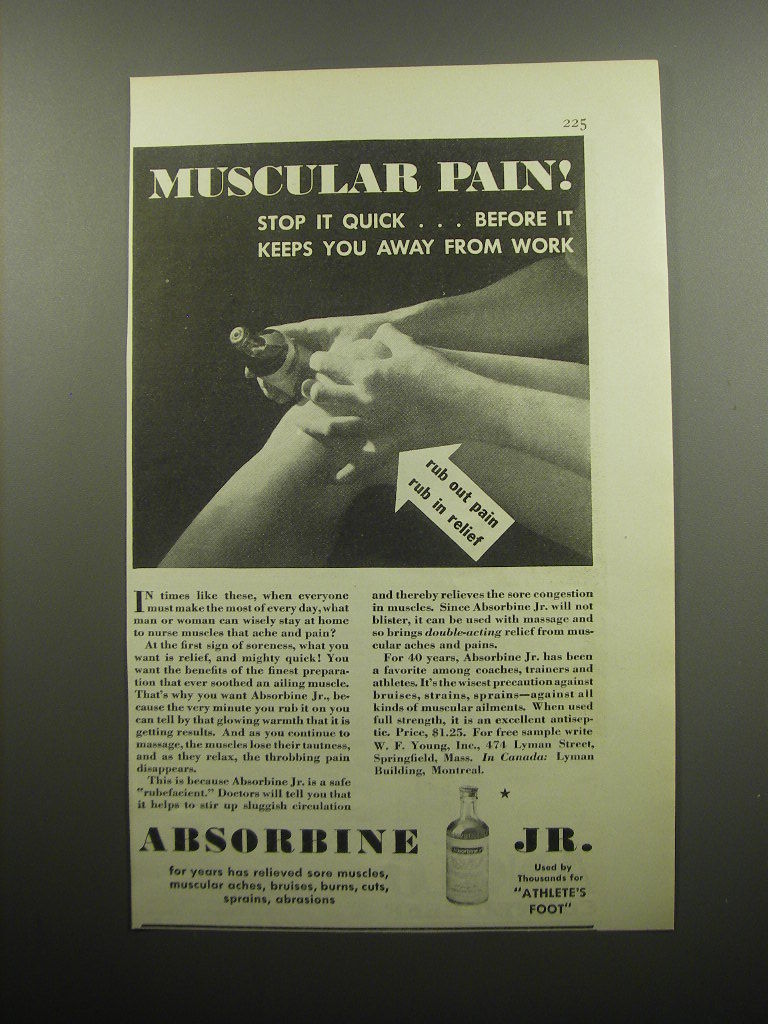 225
MUSCULAR PAIN!
STOP IT QUICK . . . BEFORE IT
KEEPS YOU AWAY FROM WORK
rub out pain
rub in relief
IN times like these, when everyone
must make the most of every day, what
man or woman can wisely stay at home
to nurse muscles that ache and pain?
At the first sign of soreness, what you
want is relief, and mighty quick! You
want the benefits of the finest prepara-
tion that ever soothed an ailing muscle.
That's why you want Absorbine Jr., be-
cause the very minute you rub it on you
can tell by that glowing warmth that it is
getting results. And as you continue to
massage, the muscles lose their tautness,
and as they relax, the throbbing pain
disappears.
This is because Absorbine Jr. is a safe
"rubefacient." Doctors will tell you that
it helps to stir up sluggish circulation
and thereby relieves the sore congestion
in muscles. Since Absorbine Jr. will not
blister, it can be used with massage and
so brings double-acting relief from mus-
cular aches and pains.
For 40 years, Absorbine Jr. has been
a favorite among coaches, trainers and
athletes. It's the wisest precaution against
bruises, strains, sprains—against all
kinds of muscular ailments. When used
full strength, it is an excellent antisep-
tic. Price, $1.25. For free sample write
W. F. Young, Inc., 474 Lyman Street,
Springfield, Mass. In Canada: Lyman
Building, Montreal.
ABSORBINE JR.
for years has relieved sore muscles,
muscular aches, bruises, burns, cuts,
sprains, abrasions
Used by
Thousands for
"ATHLETE'S
FOOT"